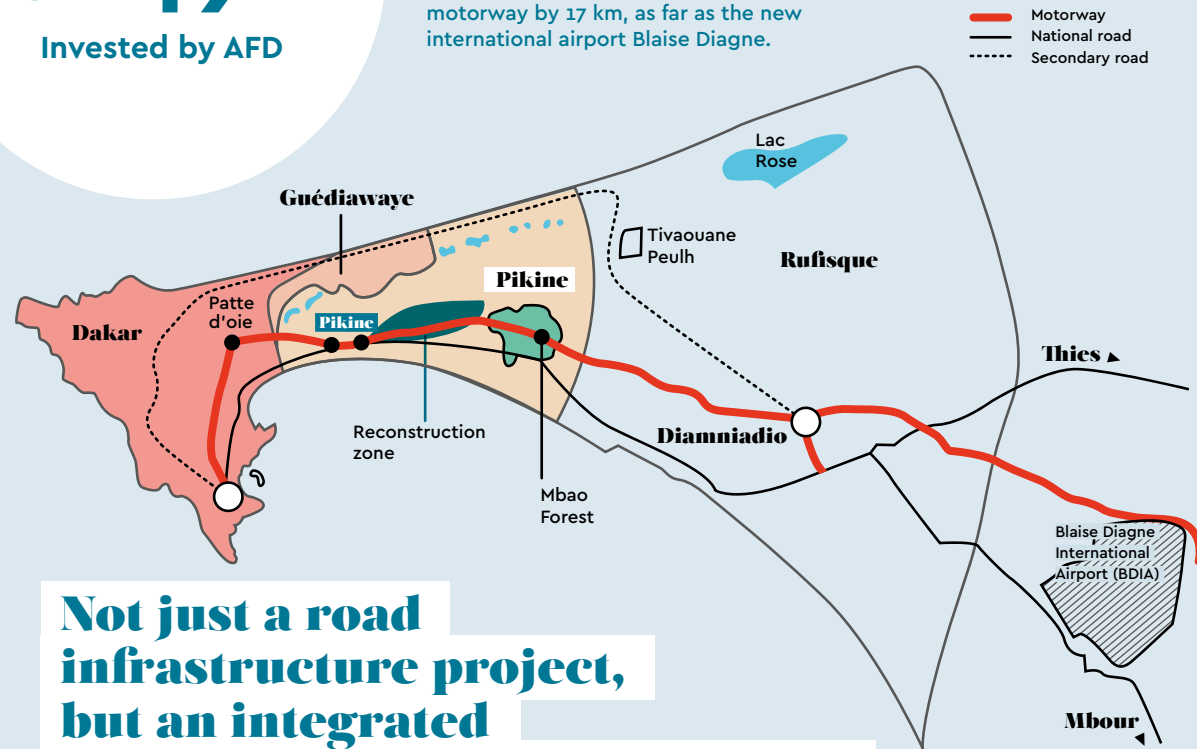 Invested by AFD
motorway by 17 km, as far as the new
international airport Blaise Diagne.
Motorway
National road
Secondary road
Lac
Rose
Guédiawaye
Tivaouane
Peulh
Rufisque
Pikine
Patte
d'oie
Pikine
Dakar
Thies
Reconstruction
zone
Diamniadio
Mbao
Forest
Blaise Diagne
International
Airport (BDIA)
Not just a road
infrastructure project,
but an integrated
Mbour